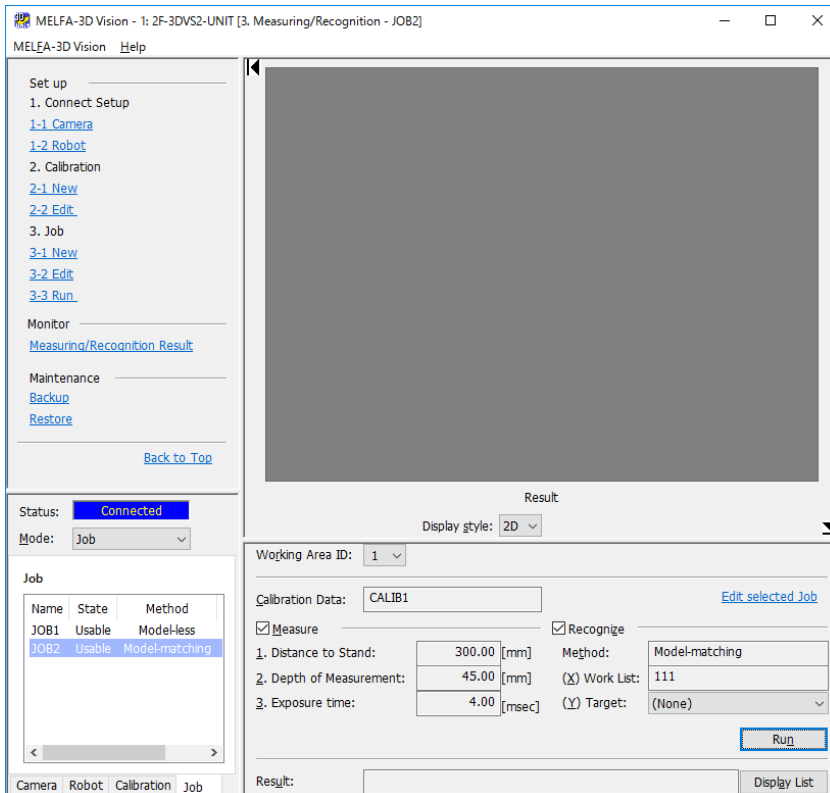 MELFA-3D Vision - 1: 2F-3DVS2-UNIT [3. Measuring/Recognition - JOB2]
MELFA-3D Vision Help
Set up
1. Connect Setup
1-1 Camera
1-2 Robot
2. Calibration
2-1 New
2-2 Edit
3. Job
3-1 New
3-2 Edit
3-3 Run
Monitor
Measuring/Recognition Result
Maintenance
Backup
Restore
Back to Top
Status: Connected
Mode: Job
Job
Name State Method
JOB1 Usable Model-less
JOB2 Usable Model-matching
Camera Robot Calibration Job
Result
Display style: 2D
Working Area ID: 1
Calibration Data: CALIB1
Edit selected Job
Measure
1. Distance to Stand: 300.00 [mm]
2. Depth of Measurement: 45.00 [mm]
3. Exposure time: 4.00 [msec]
Recognize
Method: Model-matching
(X) Work List: 111
(Y) Target: (None)
Run
Result:
Display List